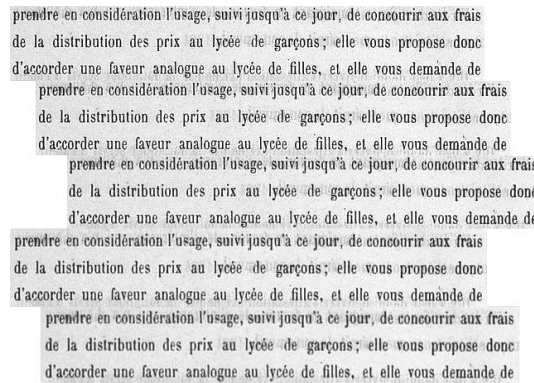 prendre en considération l'usage, suivi jusqu'à ce jour, de concourir aux frais
de la distribution des prix au lycée de garçons; elle vous propose donc
d'accorder une faveur analogue au lycée de filles, et elle vous demande de
prendre en considération l'usage, suivi jusqu'à ce jour, de concourir aux frais
de la distribution des prix au lycée de garçons; elle vous propose donc
d'accorder une faveur analogue au lycée de filles, et elle vous demande de
prendre en considération l'usage, suivi jusqu'à ce jour, de concourir aux frais
de la distribution des prix au lycée de garçons; elle vous propose donc
d'accorder une faveur analogue au lycée de filles, et elle vous demande de
prendre en considération l'usage, suivi jusqu'à ce jour, de concourir aux frais
de la distribution des prix au lycée de garçons; elle vous propose donc
d'accorder une faveur analogue au lycée de filles, et elle vous demande de
prendre en considération l'usage, suivi jusqu'à ce jour, de concourir aux frais
de la distribution des prix au lycée de garçons; elle vous propose donc
d'accorder une faveur analogue au lycée de filles, et elle vous demande de